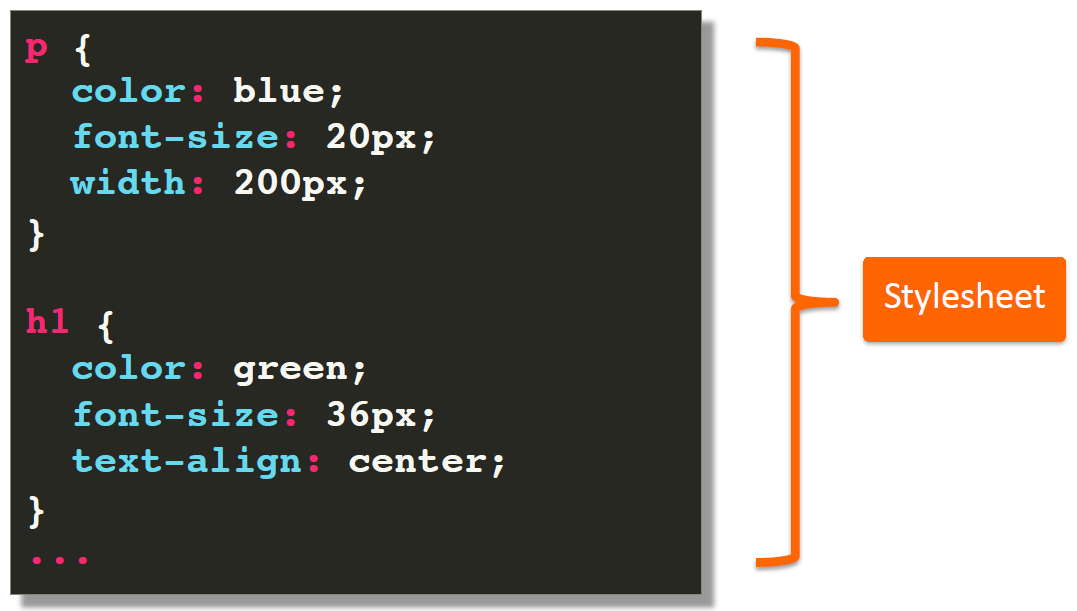 p {
  color: blue;
  font-size: 20px;
  width: 200px;
}

h1 {
  color: green;
  font-size: 36px;
  text-align: center;
}
...
Stylesheet